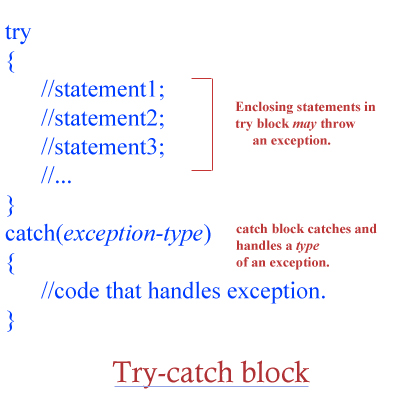 try
{
//statement1;
//statement2;
//statement3;
//...
}
Enclosing statements in
try block may throw
an exception.
catch(exception-type)
{
//code that handles exception.
}
catch block catches and
handles a type
of an exception.
Try-catch block